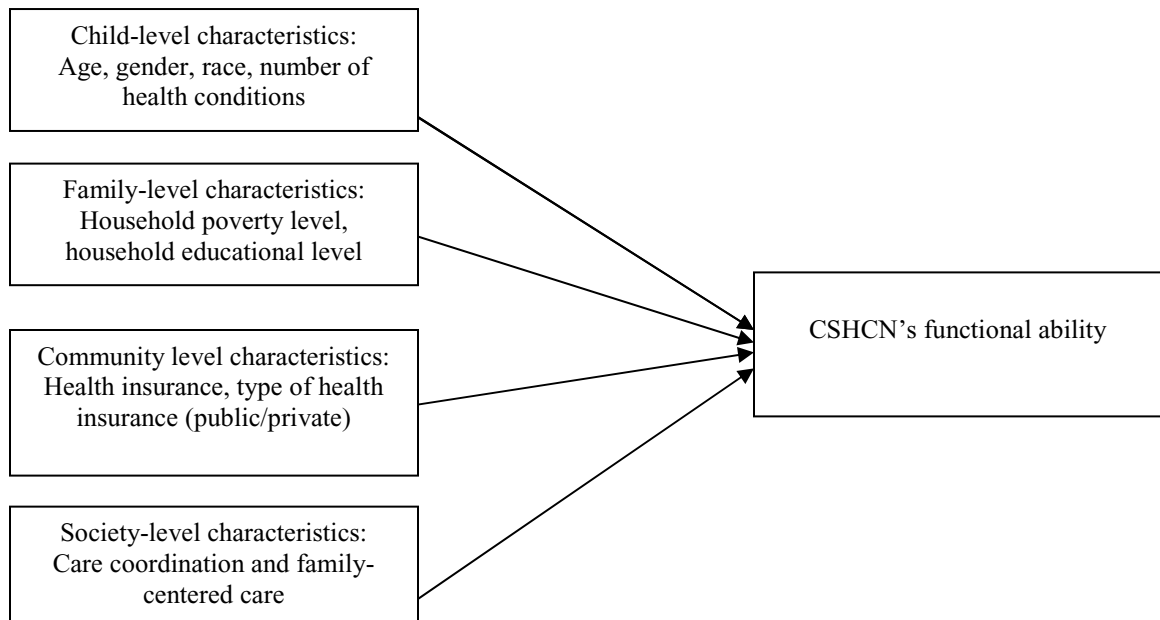 Child-level characteristics:
Age, gender, race, number of
health conditions
Family-level characteristics:
Household poverty level,
household educational level
Community level characteristics:
Health insurance, type of health
insurance (public/private)
Society-level characteristics:
Care coordination and family-
centered care
CSHCN’s functional ability